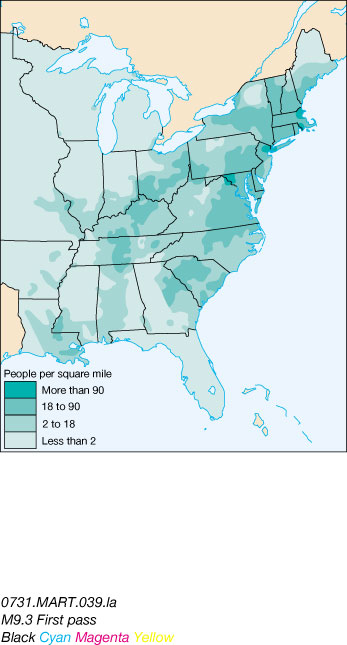 People per square mile
More than 90
18 to 90
2 to 18
Less than 2
0731.MART.039.la
M9.3 First pass
Black Cyan Magenta Yellow